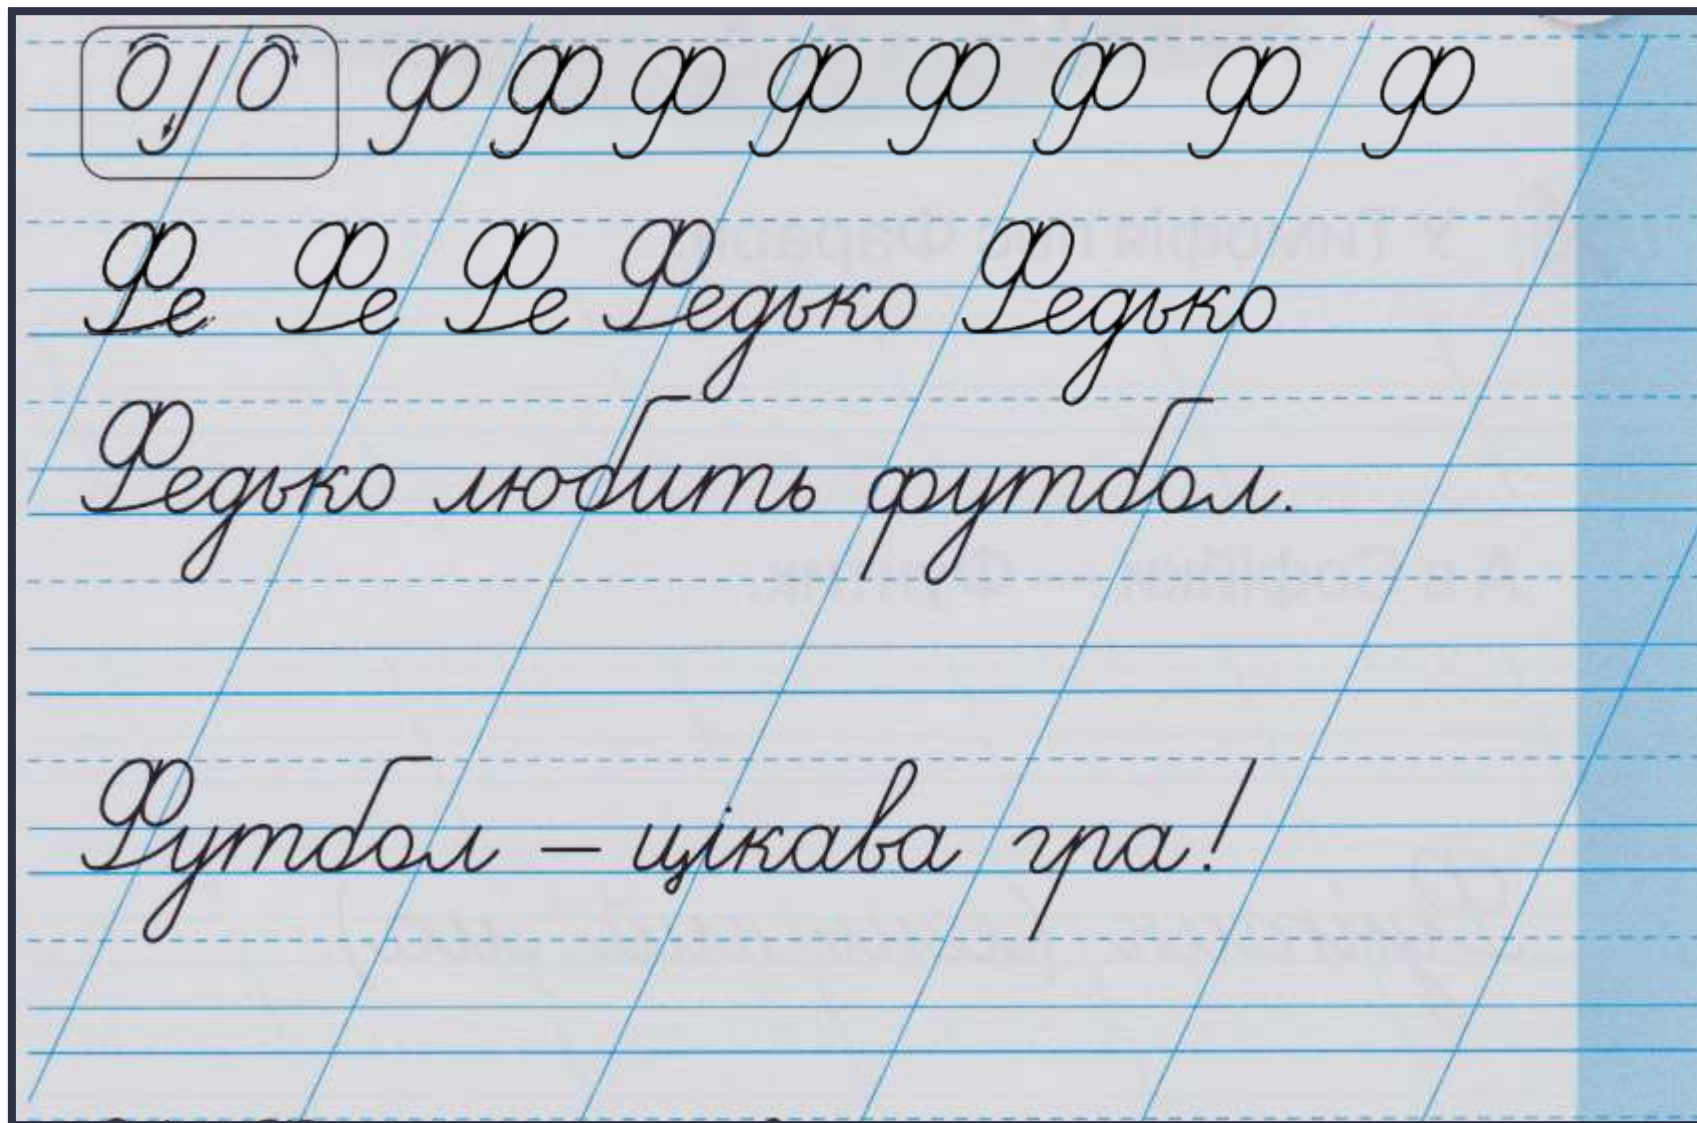 Ф Ф Ф Ф Ф Ф Ф Ф
Фе Фе Фе Федько Федько
Федько любить футбол.
Футбол – цікава гра!